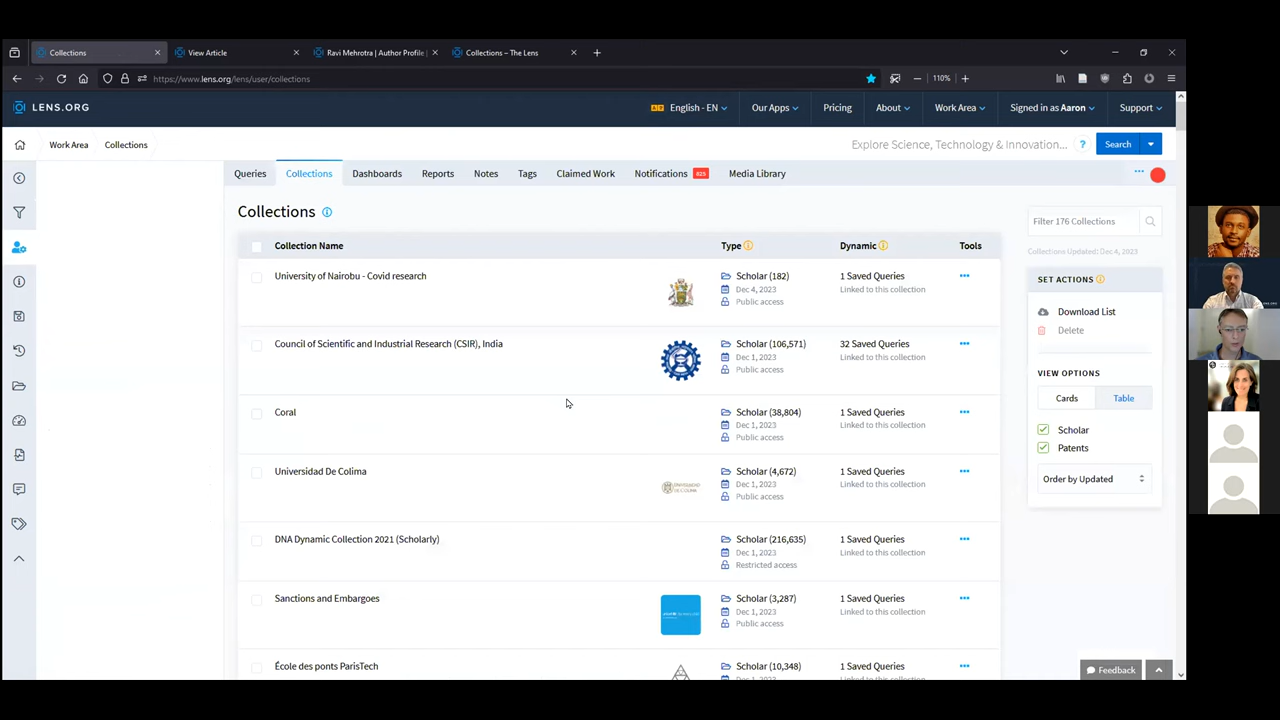 Collections
View Article
Ravi Mehrotra | Author Profile |
Collections – The Lens
https://www.lens.org/lens/user/collections
110%
LENS.ORG
English - EN
Our Apps
Pricing
About
Work Area
Signed in as Aaron
Support
Work Area
Collections
Explore Science, Technology & Innovation...
?
Search
Queries
Collections
Dashboards
Reports
Notes
Tags
Claimed Work
Notifications
Media Library
Collections
Filter 176 Collections
Collections Updated: Dec 4, 2023
Collection Name
Type
Dynamic
Tools
University of Nairobu - Covid research
Scholar (182)
Dec 4, 2023
Public access
1 Saved Queries
Linked to this collection
Council of Scientific and Industrial Research (CSIR), India
Scholar (106,571)
Dec 1, 2023
Public access
32 Saved Queries
Linked to this collection
Coral
Scholar (38,804)
Dec 1, 2023
Public access
1 Saved Queries
Linked to this collection
Universidad De Colima
Scholar (4,672)
Dec 1, 2023
Public access
1 Saved Queries
Linked to this collection
DNA Dynamic Collection 2021 (Scholarly)
Scholar (216,635)
Dec 1, 2023
Restricted access
1 Saved Queries
Linked to this collection
Sanctions and Embargoes
Scholar (3,287)
Dec 1, 2023
Public access
1 Saved Queries
Linked to this collection
École des ponts ParisTech
Scholar (10,348)
1 Saved Queries
SET ACTIONS
Download List
Delete
VIEW OPTIONS
Cards
Table
Scholar
Patents
Order by Updated
Feedback